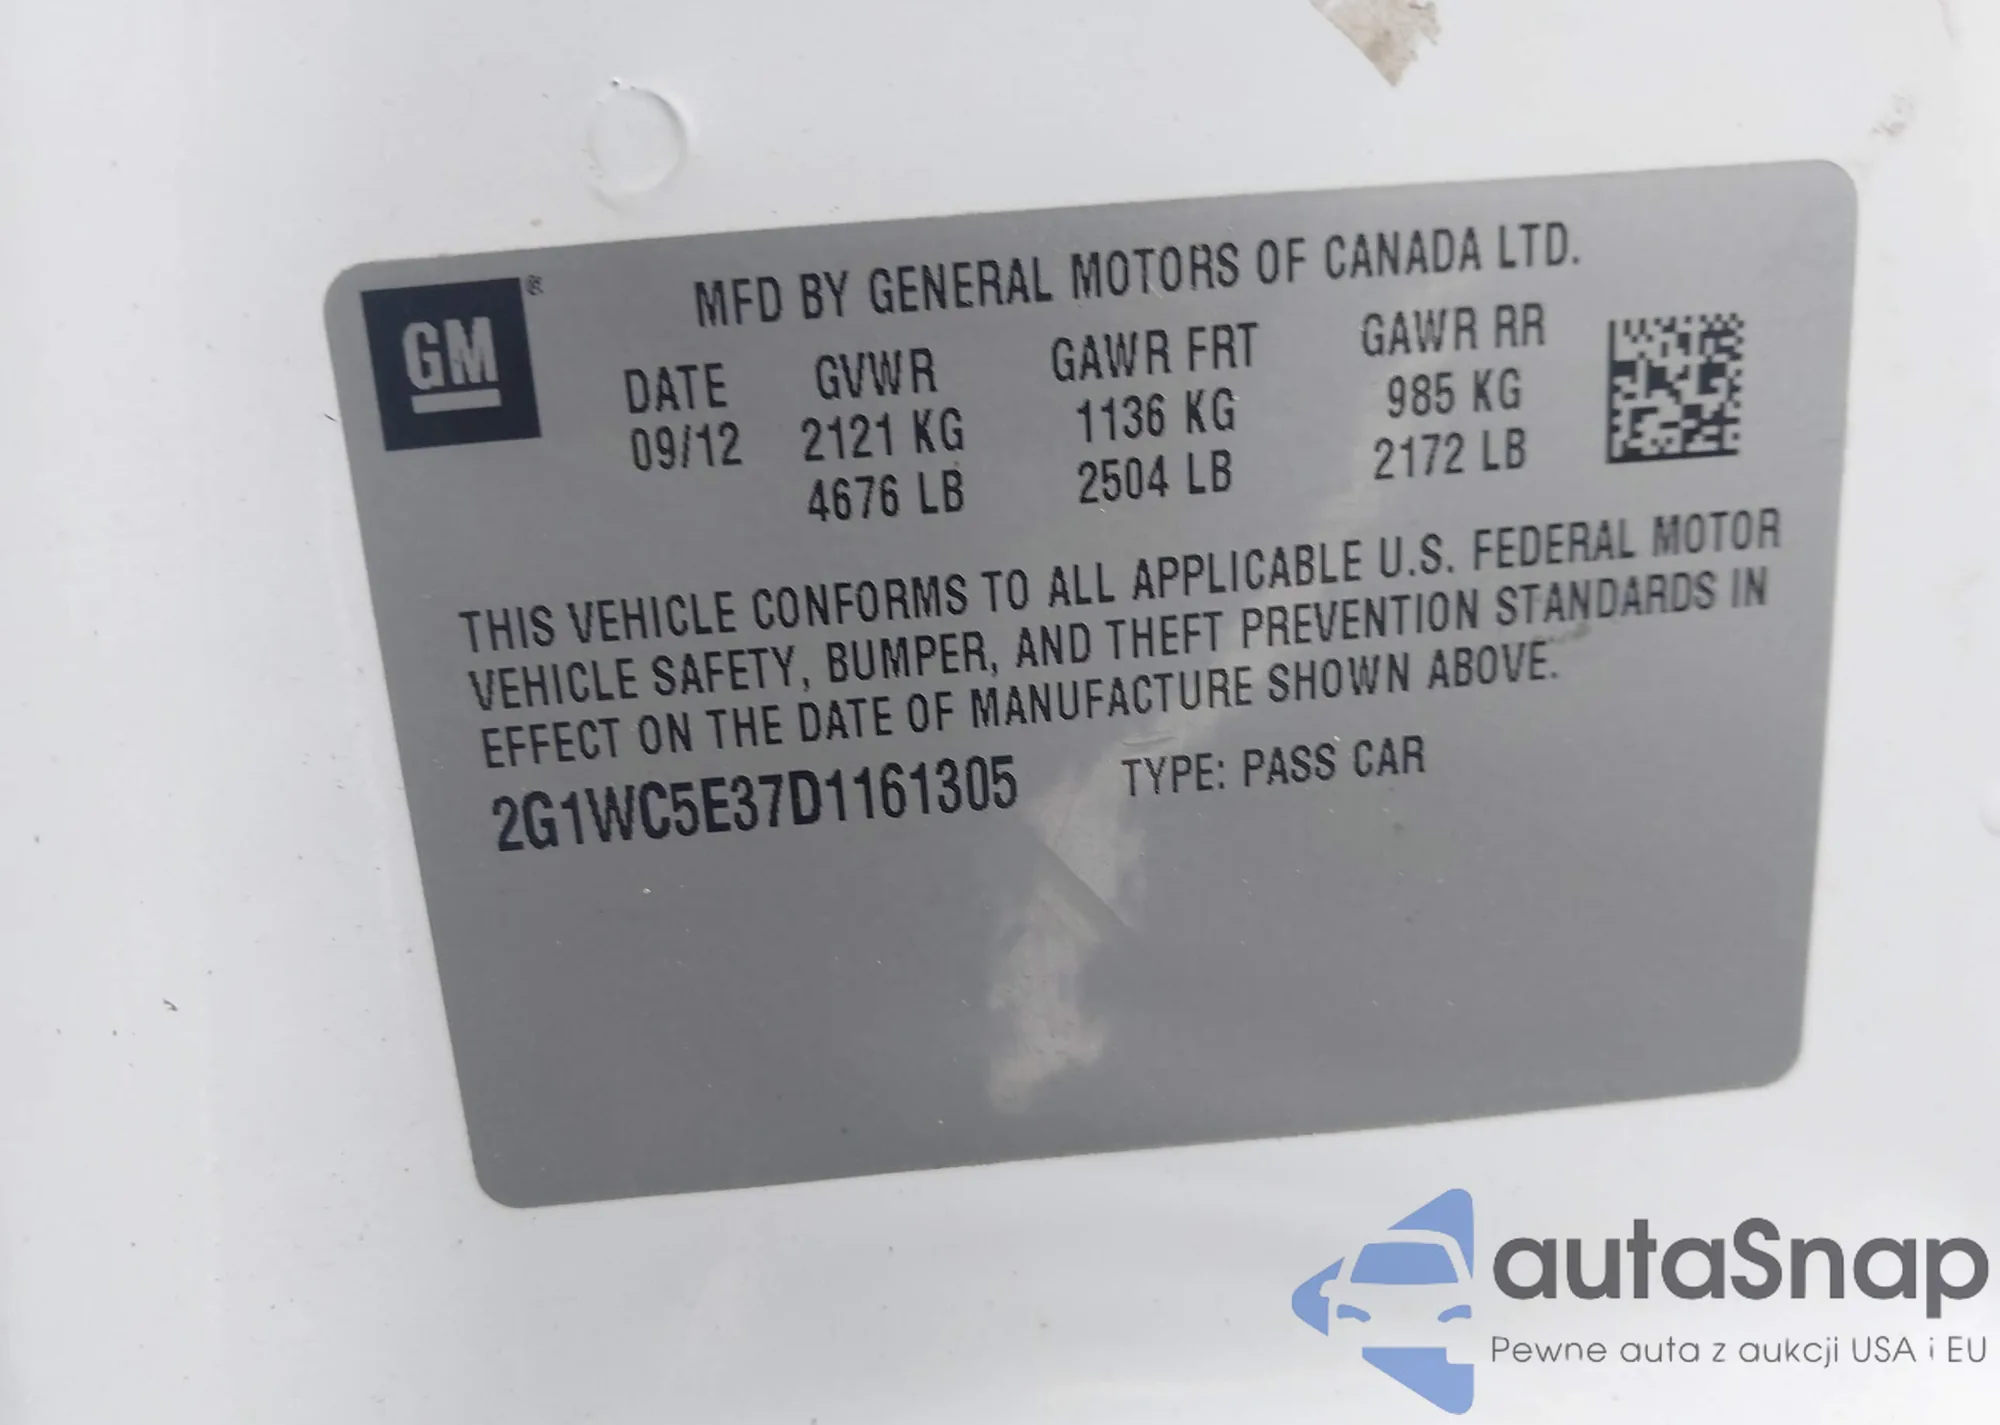 GM ®
MFD BY GENERAL MOTORS OF CANADA LTD.
DATE GVWR GAWR FRT GAWR RR
09/12 2121 KG 1136 KG 985 KG
4676 LB 2504 LB 2172 LB
THIS VEHICLE CONFORMS TO ALL APPLICABLE U.S. FEDERAL MOTOR
VEHICLE SAFETY, BUMPER, AND THEFT PREVENTION STANDARDS IN
EFFECT ON THE DATE OF MANUFACTURE SHOWN ABOVE.
2G1WC5E37D1161305 TYPE: PASS CAR
autaSnap
Pewne auta z aukcji USA i EU